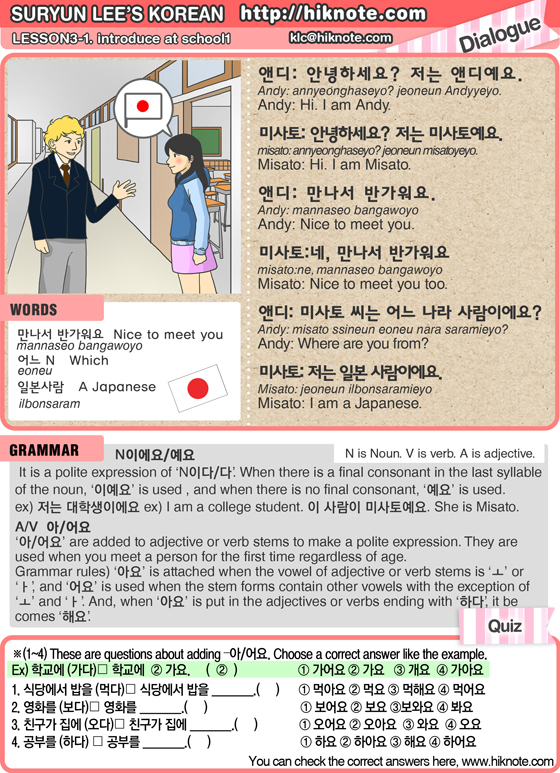 SURYUN LEE'S KOREAN http://hiknote.com
LESSON3-1. introduce at school1 klc@hiknote.com
Dialogue
앤디: 안녕하세요? 저는 앤디예요.
Andy: annyeonghaseyo? jeoneun Andyyeyo.
Andy: Hi. I am Andy.
미사토: 안녕하세요? 저는 미사토예요.
misato: annyeonghaseyo? jeoneun misatoyeyo.
Misato: Hi. I am Misato.
앤디: 만나서 반가워요.
Andy: mannaseo bangawoyo
Andy: Nice to meet you.
미사토:네, 만나서 반가워요
misato:ne, mannaseo bangawoyo
Misato: Nice to meet you too.
앤디: 미사토 씨는 어느 나라 사람이에요?
Andy: misato ssineun eoneu nara saramieyo?
Andy: Where are you from?
미사토: 저는 일본 사람이에요.
Misato: jeoneun ilbonsaramieyo
Misato: I am a Japanese.
WORDS
만나서 반가워요 Nice to meet you
mannaseo bangawoyo
어느 N Which
eoneu
일본사람 A Japanese
ilbonsaram
GRAMMAR N이에요/예요 N is Noun. V is verb. A is adjective.
It is a polite expression of 'N이다/다'. When there is a final consonant in the last syllable
of the noun, '이예요' is used , and when there is no final consonant, '예요' is used.
ex) 저는 대학생이에요 ex) I am a college student. 이 사람이 미사토예요. She is Misato.
A/V 아/어요
'아/어요' are added to adjective or verb stems to make a polite expression. They are
used when you meet a person for the first time regardless of age.
Grammar rules) '아요' is attached when the vowel of adjective or verb stems is 'ㅗ' or
'ㅏ', and '어요' is used when the stem forms contain other vowels with the exception of
'ㅗ' and 'ㅏ'. And, when '아요' is put in the adjectives or verbs ending with '하다', it be
comes '해요'.
Quiz
※(1~4) These are questions about adding –아/어요. Choose a correct answer like the example.
Ex) 학교에 (가다)□ 학교에 ② 가요. ( ② ) ① 가어요 ② 가요 ③ 개요 ④ 가아요
1. 식당에서 밥을 (먹다)□ 식당에서 밥을 ______.( ) ① 먹아요 ② 먹요 ③ 먹해요 ④ 먹어요
2. 영화를 (보다)□ 영화를 ______.( ) ① 보어요 ② 보요 ③보와요 ④ 봐요
3. 친구가 집에 (오다)□ 친구가 집에 ______.( ) ① 오어요 ② 오아요 ③ 와요 ④ 오요
4. 공부를 (하다)□ 공부를 ______.( ) ① 하요 ② 하아요 ③ 해요 ④ 하어요
You can check the correct answers here, www.hiknote.com